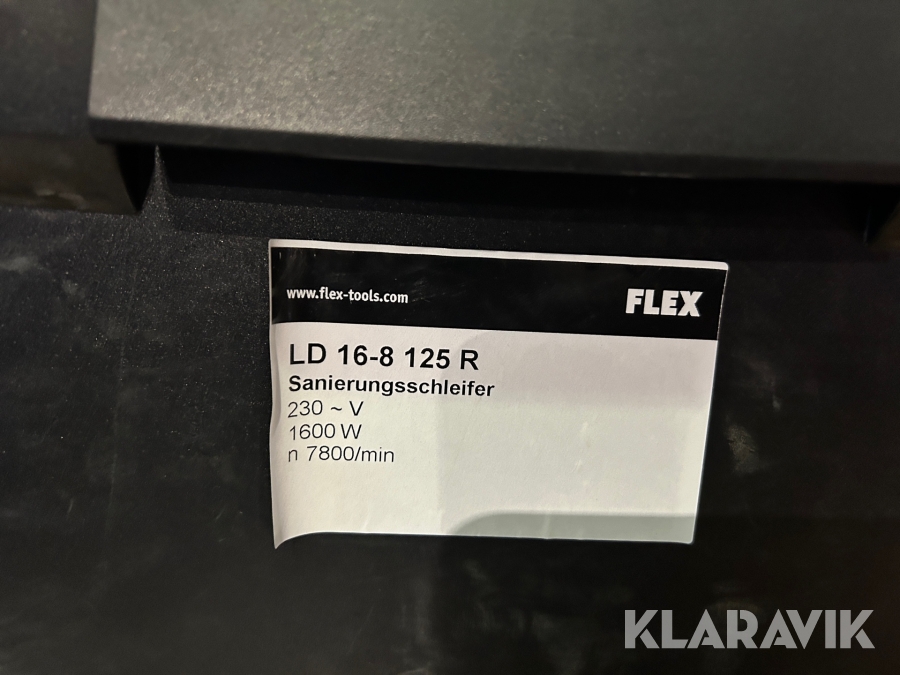 www.flex-tools.com
FLEX
LD 16-8 125 R
Sanierungsschleifer
230 ~ V
1600 W
n 7800/min
KLARAVIK